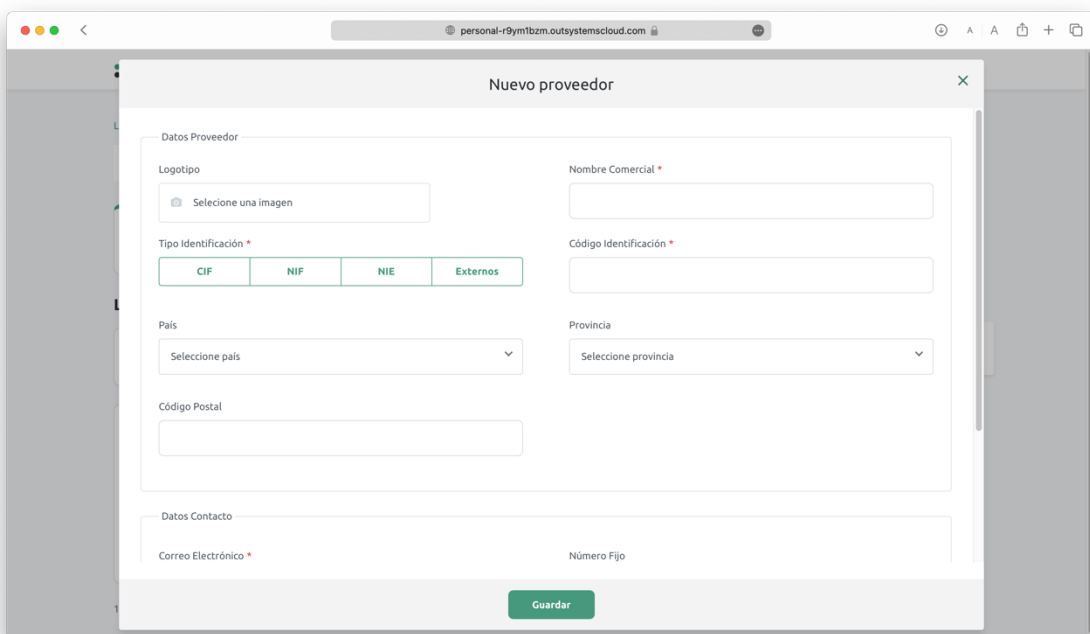 personal-r9ym1bzm.outsystemscloud.com
A A
Nuevo proveedor
Datos Proveedor
Logotipo
Nombre Comercial *
Selecione una imagen
Tipo Identificación *
Código Identificación *
CIF NIF NIE Externos
País
Provincia
Seleccione país
Seleccione provincia
Código Postal
Datos Contacto
Correo Electrónico *
Número Fijo
Guardar